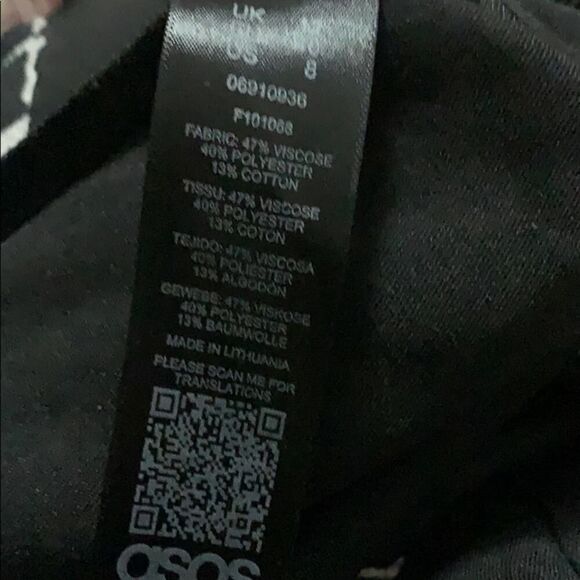 UK
US 8
06910936
F101068
FABRIC: 47% VISCOSE
40% POLYESTER
13% COTTON
TISSU: 47% VISCOSE
40% POLYESTER
13% COTON
TEJIDO: 47% VISCOSA
40% POLIESTER
13% ALGODON
GEWEBE: 47% VISKOSE
40% POLYESTER
13% BAUMWOLLE
MADE IN LITHUANIA
PLEASE SCAN ME FOR
TRANSLATIONS
asos